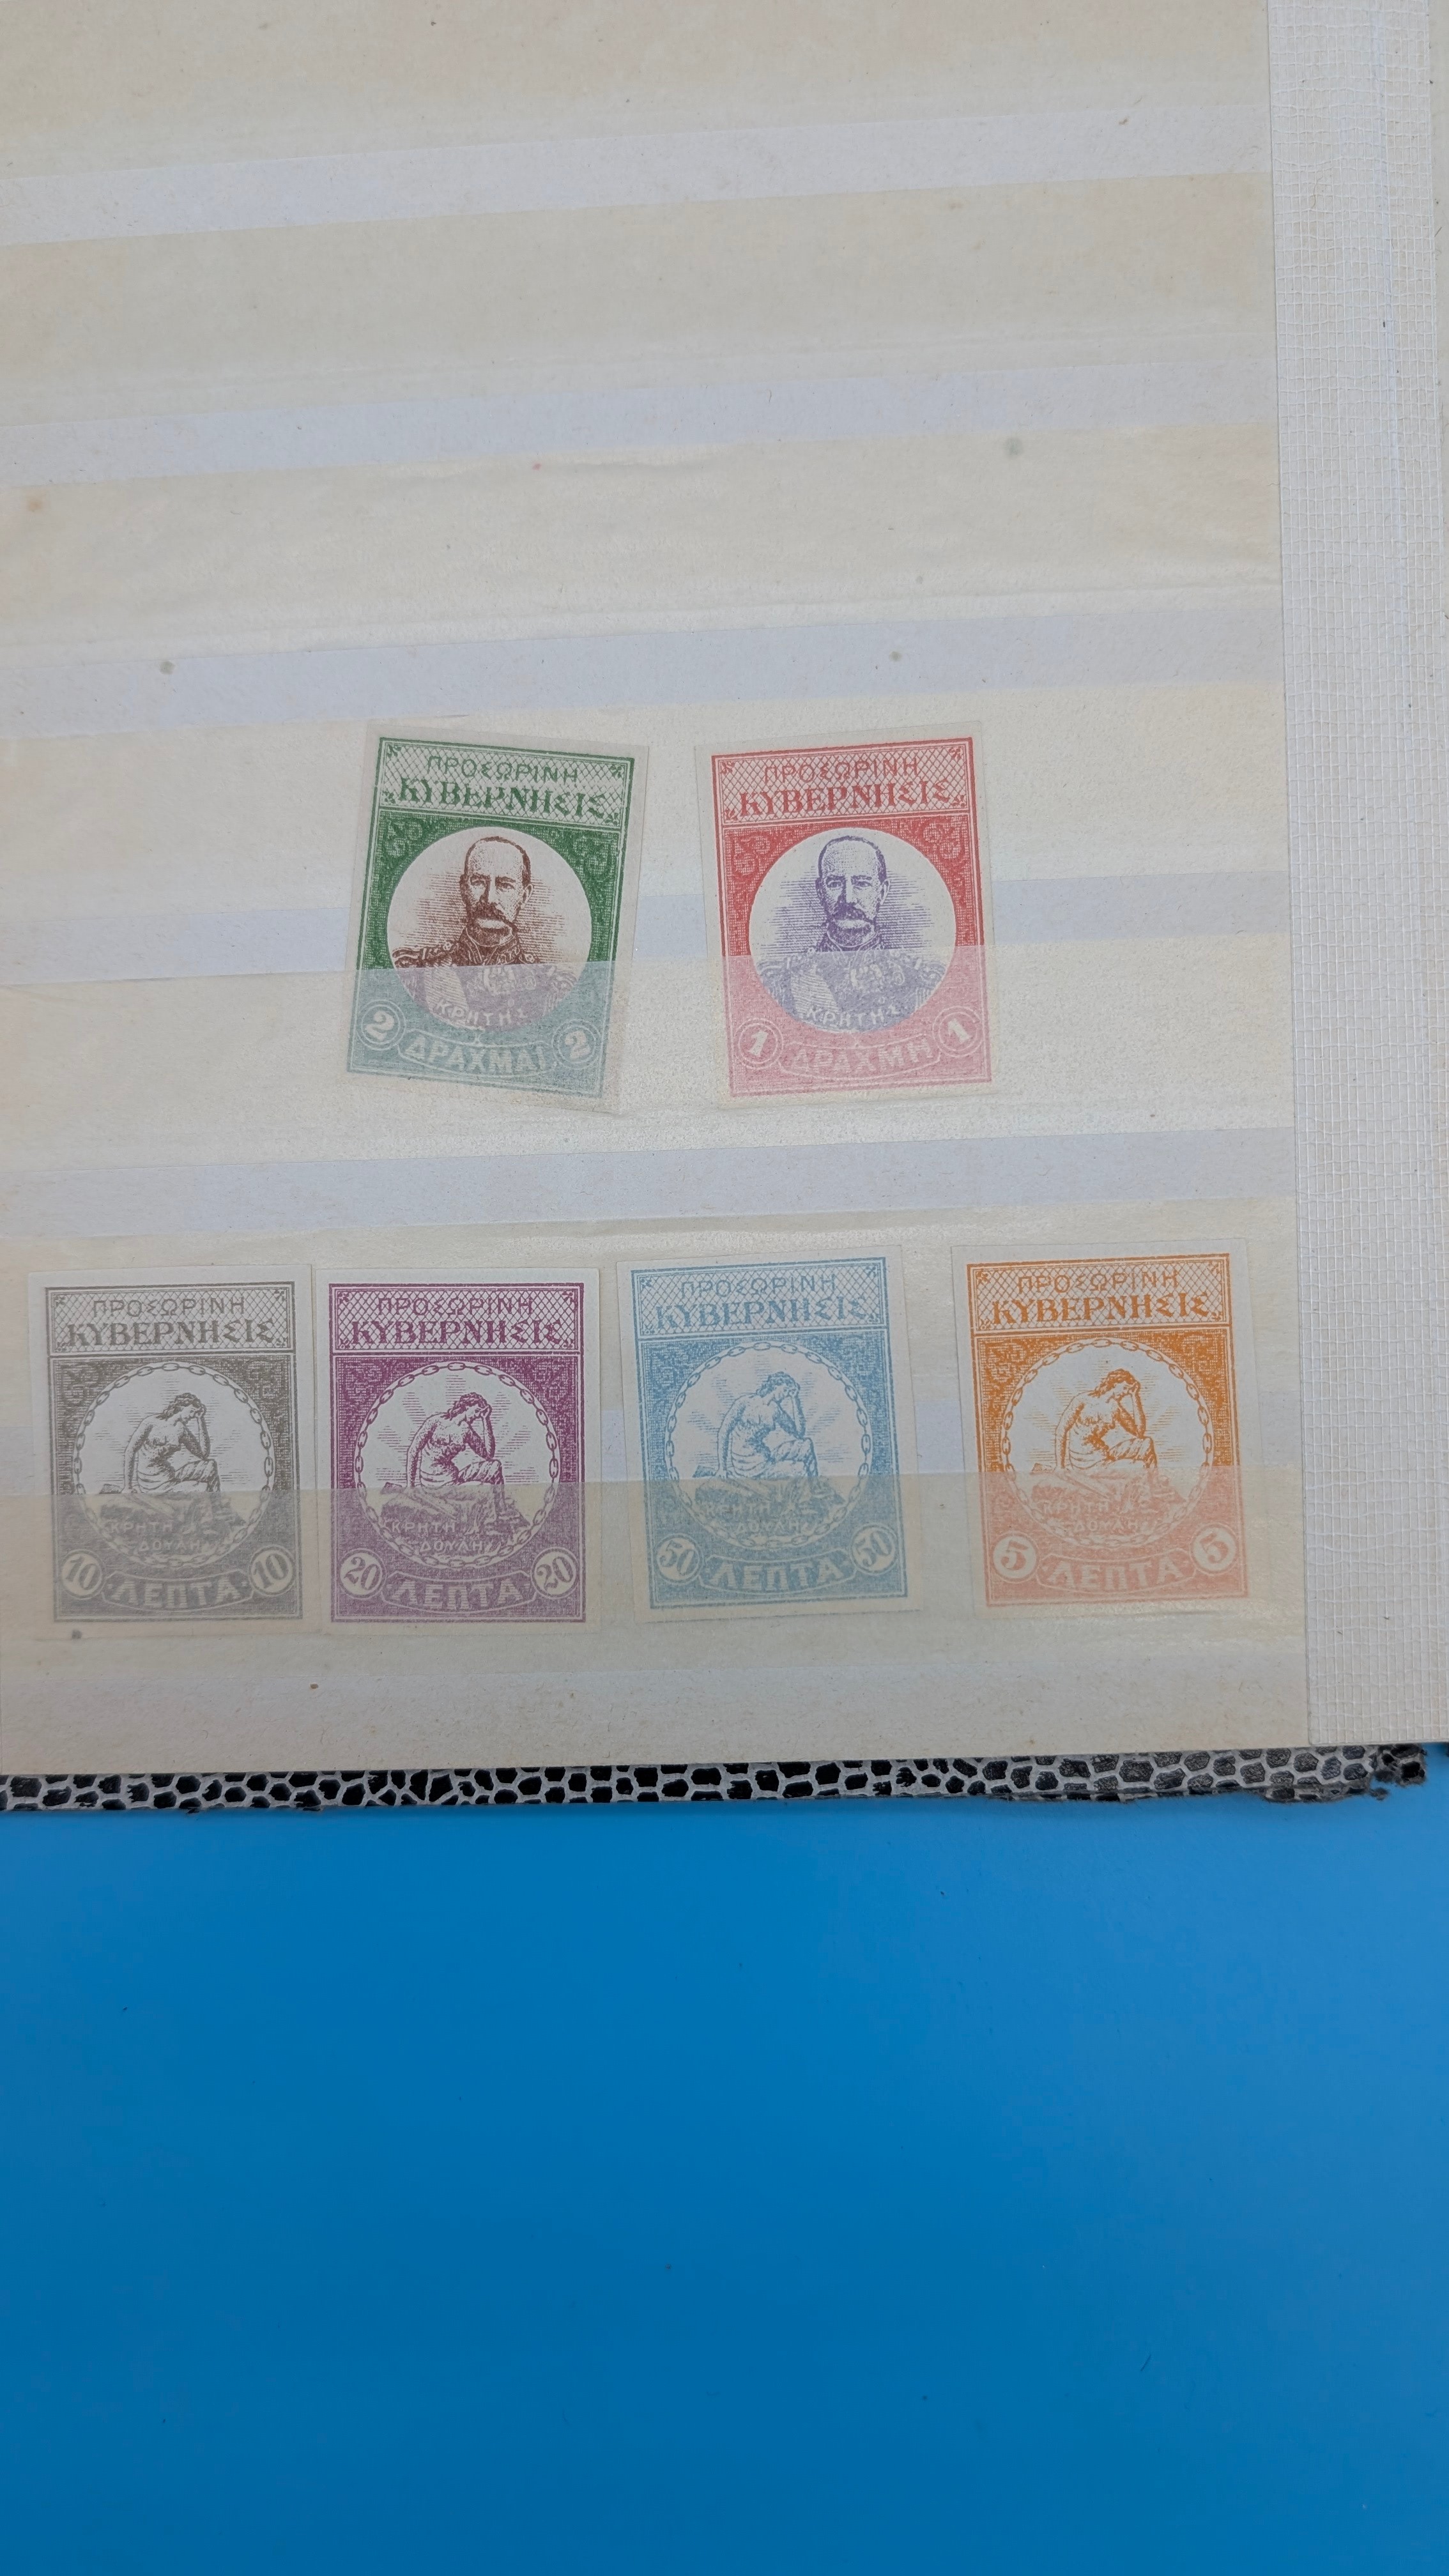 ΠΡΟΣΩΡΙΝΗ
ΚΥΒΕΡΝΗΣΙΣ
ΚΡΗΤΗΣ
2 ΔΡΑΧΜΑΙ 2
ΠΡΟΣΩΡΙΝΗ
ΚΥΒΕΡΝΗΣΙΣ
ΚΡΗΤΗΣ
1 ΔΡΑΧΜΗ 1
ΠΡΟΣΩΡΙΝΗ
ΚΥΒΕΡΝΗΣΙΣ
ΚΡΗΤΗ
ΔΟΥΛΗ
10 ΛΕΠΤΑ 10
ΠΡΟΣΩΡΙΝΗ
ΚΥΒΕΡΝΗΣΙΣ
ΚΡΗΤΗ
ΔΟΥΛΗ
20 ΛΕΠΤΑ 20
ΠΡΟΣΩΡΙΝΗ
ΚΥΒΕΡΝΗΣΙΣ
ΚΡΗΤΗ
ΔΟΥΛΗ
50 ΛΕΠΤΑ 50
ΠΡΟΣΩΡΙΝΗ
ΚΥΒΕΡΝΗΣΙΣ
ΚΡΗΤΗ
ΔΟΥΛΗ
5 ΛΕΠΤΑ 5